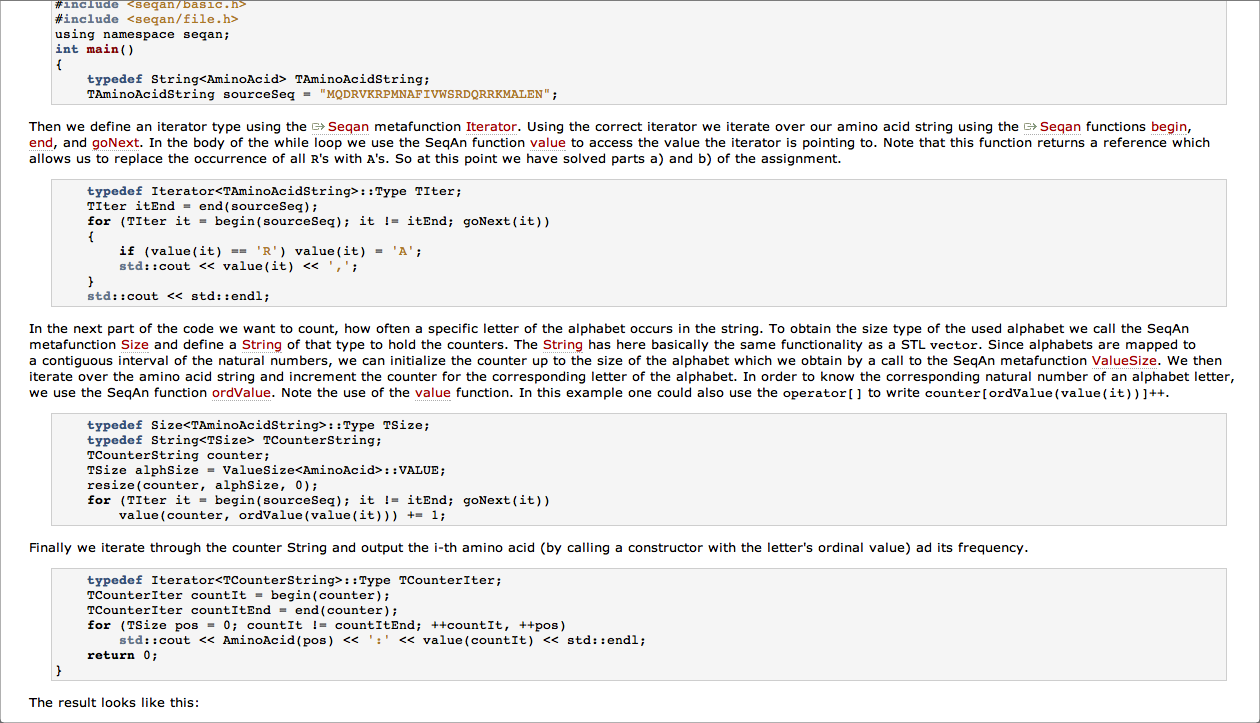 #include <seqan/basic.h>
#include <seqan/file.h>
using namespace seqan;
int main()
{
    typedef String<AminoAcid> TAminoAcidString;
    TAminoAcidString sourceSeq = "MQDRVKRPMNAFIVWSRDQRRKMALEN";
Then we define an iterator type using the Seqan metafunction Iterator. Using the correct iterator we iterate over our amino acid string using the Seqan functions begin,
end, and goNext. In the body of the while loop we use the SeqAn function value to access the value the iterator is pointing to. Note that this function returns a reference which
allows us to replace the occurrence of all R's with A's. So at this point we have solved parts a) and b) of the assignment.
    typedef Iterator<TAminoAcidString>::Type TIter;
    TIter itEnd = end(sourceSeq);
    for (TIter it = begin(sourceSeq); it != itEnd; goNext(it))
    {
        if (value(it) == 'R') value(it) = 'A';
        std::cout << value(it) << ',';
    }
    std::cout << std::endl;
In the next part of the code we want to count, how often a specific letter of the alphabet occurs in the string. To obtain the size type of the used alphabet we call the SeqAn
metafunction Size and define a String of that type to hold the counters. The String has here basically the same functionality as a STL vector. Since alphabets are mapped to
a contiguous interval of the natural numbers, we can initialize the counter up to the size of the alphabet which we obtain by a call to the SeqAn metafunction ValueSize. We then
iterate over the amino acid string and increment the counter for the corresponding letter of the alphabet. In order to know the corresponding natural number of an alphabet letter,
we use the SeqAn function ordValue. Note the use of the value function. In this example one could also use the operator[] to write counter[ordValue(value(it))]++.
    typedef Size<TAminoAcidString>::Type TSize;
    typedef String<TSize> TCounterString;
    TCounterString counter;
    TSize alphSize = ValueSize<AminoAcid>::VALUE;
    resize(counter, alphSize, 0);
    for (TIter it = begin(sourceSeq); it != itEnd; goNext(it))
        value(counter, ordValue(value(it))) += 1;
Finally we iterate through the counter String and output the i-th amino acid (by calling a constructor with the letter's ordinal value) ad its frequency.
    typedef Iterator<TCounterString>::Type TCounterIter;
    TCounterIter countIt = begin(counter);
    TCounterIter countItEnd = end(counter);
    for (TSize pos = 0; countIt != countItEnd; ++countIt, ++pos)
        std::cout << AminoAcid(pos) << ':' << value(countIt) << std::endl;
    return 0;
}
The result looks like this: